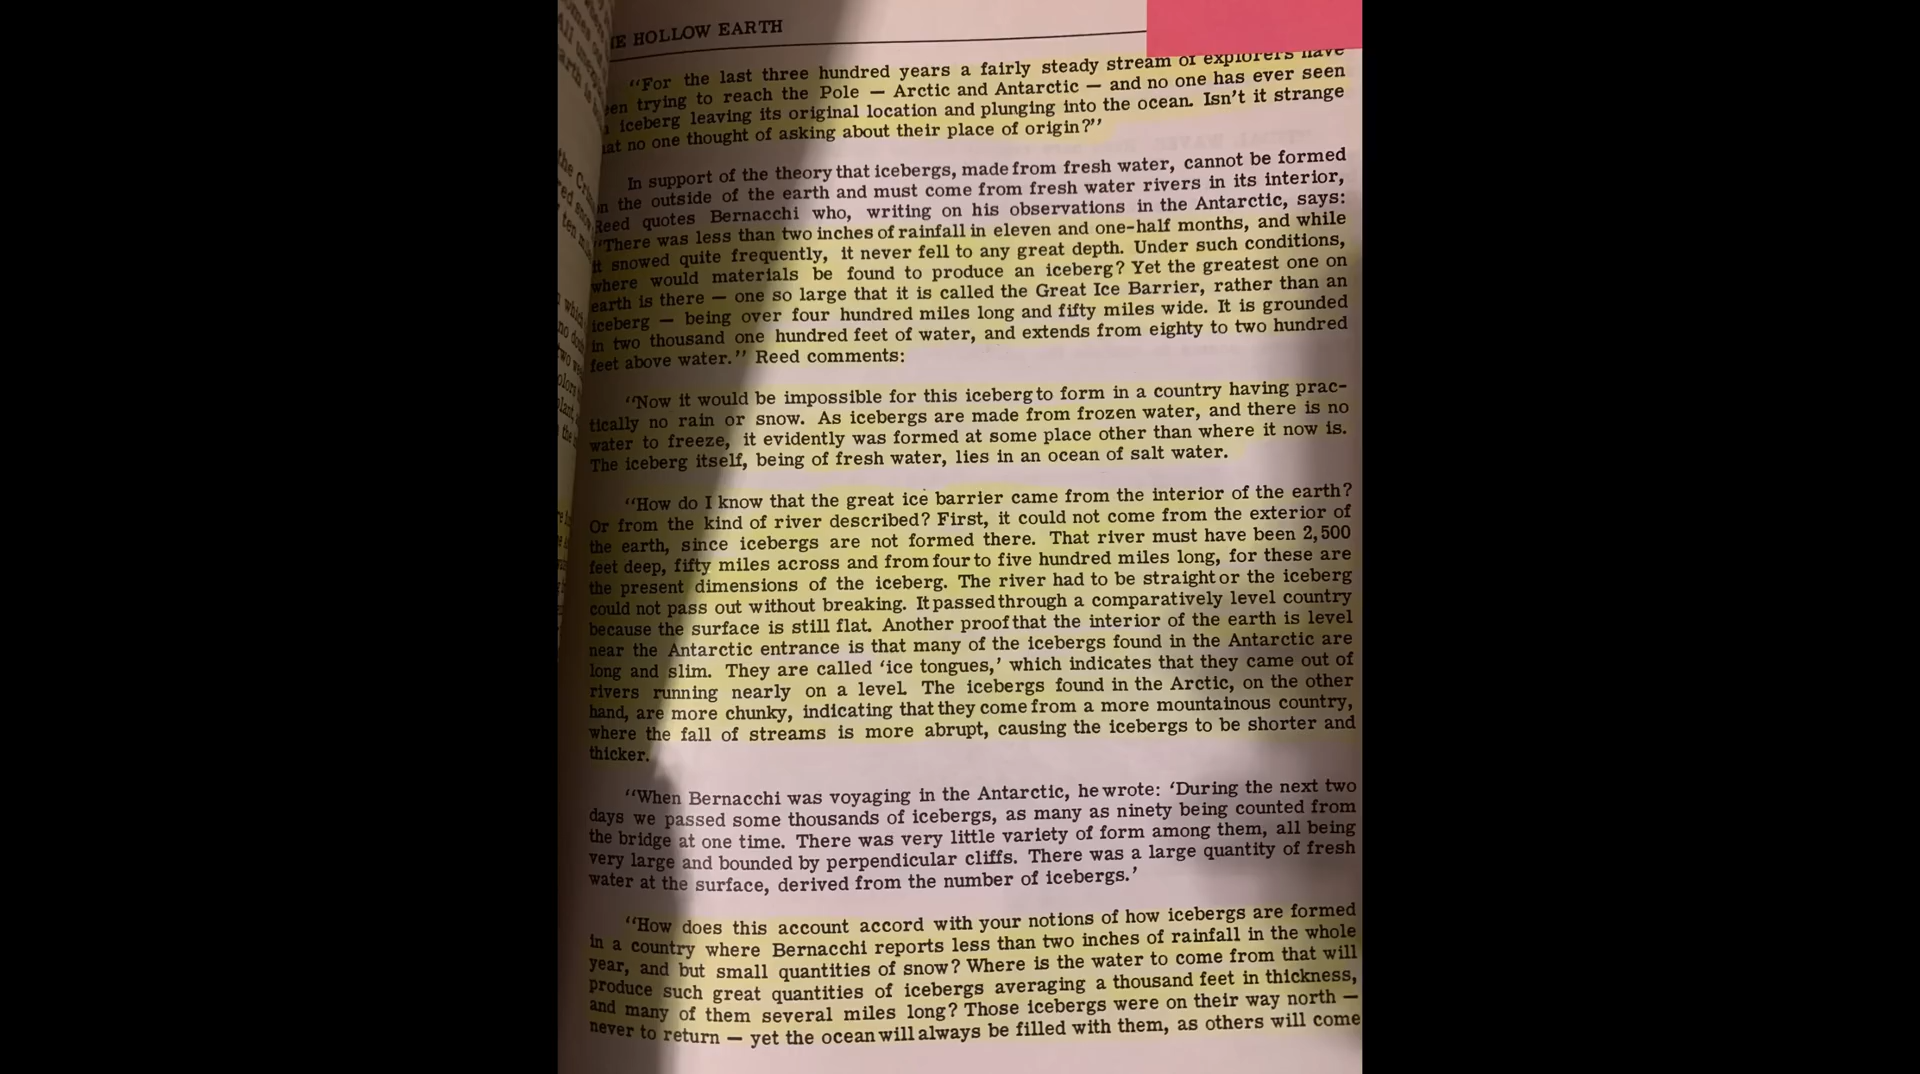 E HOLLOW EARTH
"For the last three hundred years a fairly steady stream of explorers have
en trying to reach the Pole — Arctic and Antarctic — and no one has ever seen
iceberg leaving its original location and plunging into the ocean. Isn't it strange
at no one thought of asking about their place of origin?"
In support of the theory that icebergs, made from fresh water, cannot be formed
n the outside of the earth and must come from fresh water rivers in its interior,
Reed quotes Bernacchi who, writing on his observations in the Antarctic, says:
"There was less than two inches of rainfall in eleven and one-half months, and while
it snowed quite frequently, it never fell to any great depth. Under such conditions,
where would materials be found to produce an iceberg? Yet the greatest one on
earth is there — one so large that it is called the Great Ice Barrier, rather than an
iceberg — being over four hundred miles long and fifty miles wide. It is grounded
in two thousand one hundred feet of water, and extends from eighty to two hundred
feet above water." Reed comments:
"Now it would be impossible for this iceberg to form in a country having prac-
tically no rain or snow. As icebergs are made from frozen water, and there is no
water to freeze, it evidently was formed at some place other than where it now is.
The iceberg itself, being of fresh water, lies in an ocean of salt water.
"How do I know that the great ice barrier came from the interior of the earth?
Or from the kind of river described? First, it could not come from the exterior of
the earth, since icebergs are not formed there. That river must have been 2,500
feet deep, fifty miles across and from four to five hundred miles long, for these are
the present dimensions of the iceberg. The river had to be straight or the iceberg
could not pass out without breaking. It passed through a comparatively level country
because the surface is still flat. Another proof that the interior of the earth is level
near the Antarctic entrance is that many of the icebergs found in the Antarctic are
long and slim. They are called 'ice tongues,' which indicates that they came out of
rivers running nearly on a level. The icebergs found in the Arctic, on the other
hand, are more chunky, indicating that they come from a more mountainous country,
where the fall of streams is more abrupt, causing the icebergs to be shorter and
thicker.
"When Bernacchi was voyaging in the Antarctic, he wrote: 'During the next two
days we passed some thousands of icebergs, as many as ninety being counted from
the bridge at one time. There was very little variety of form among them, all being
very large and bounded by perpendicular cliffs. There was a large quantity of fresh
water at the surface, derived from the number of icebergs.'
"How does this account accord with your notions of how icebergs are formed
in a country where Bernacchi reports less than two inches of rainfall in the whole
year, and but small quantities of snow? Where is the water to come from that will
produce such great quantities of icebergs averaging a thousand feet in thickness,
and many of them several miles long? Those icebergs were on their way north —
never to return — yet the ocean will always be filled with them, as others will come